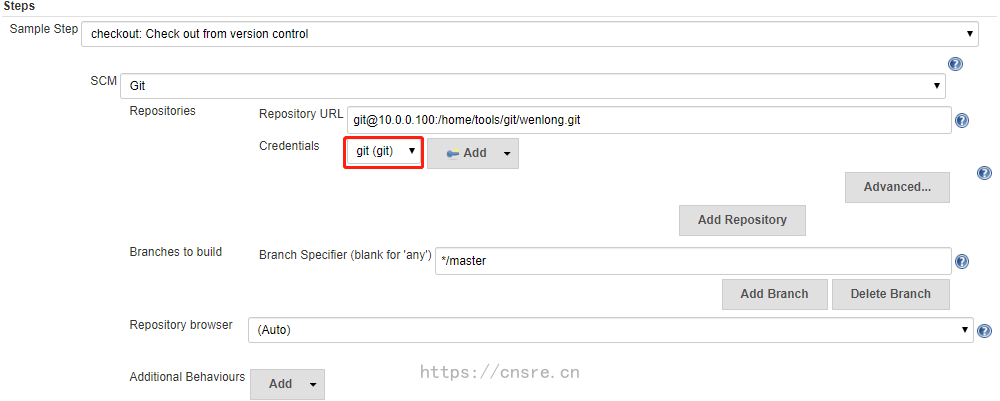 Steps
Sample Step checkout: Check out from version control
SCM Git
Repositories Repository URL git@10.0.0.100:/home/tools/git/wenlong.git
Credentials git (git) Add
Advanced...
Add Repository
Branches to build Branch Specifier (blank for 'any') */master
Add Branch Delete Branch
Repository browser (Auto)
Additional Behaviours Add
https://cnsre.cn